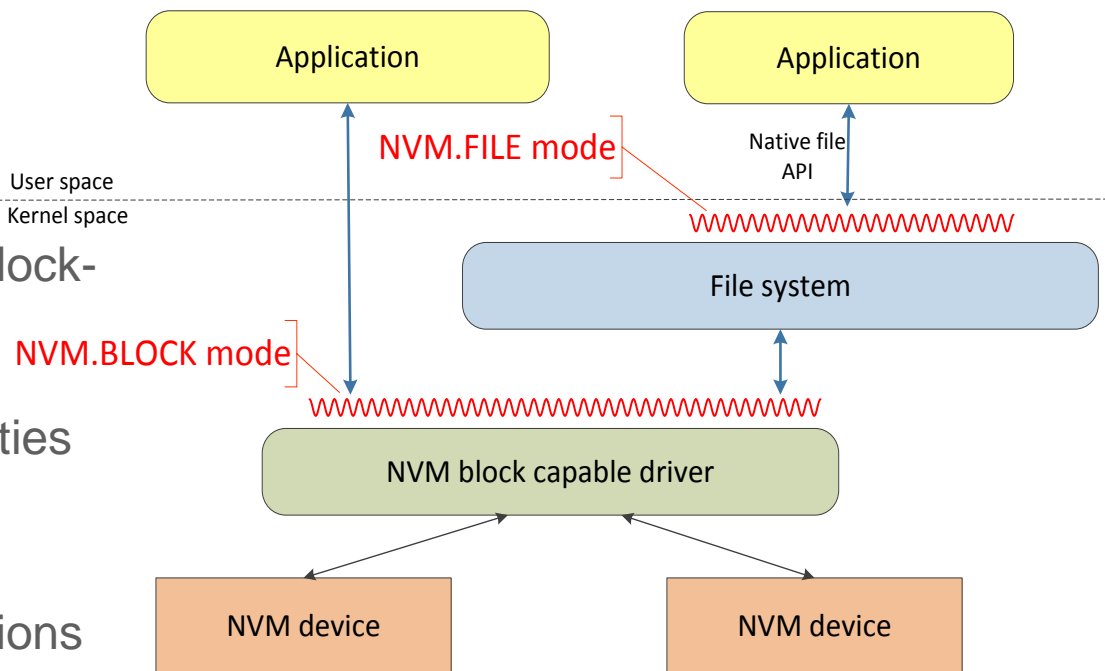 Application
Application
NVM.FILE mode
Native file
API
User space
Kernel space
lock-
File system
NVM.BLOCK mode
ties
NVM block capable driver
ions
NVM device
NVM device